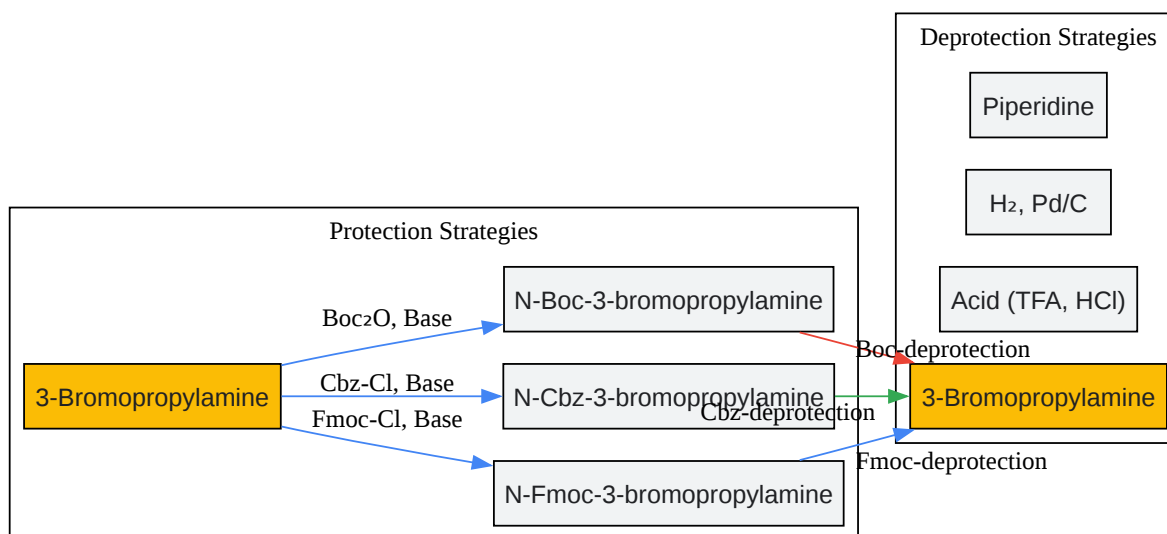 Deprotection Strategies
Piperidine
H₂, Pd/C
Acid (TFA, HCl)
Protection Strategies
N-Boc-3-bromopropylamine
Boc₂O, Base
Boc-deprotection
3-Bromopropylamine
Cbz-Cl, Base
N-Cbz-3-bromopropylamine
Cbz-deprotection
3-Bromopropylamine
Fmoc-Cl, Base
Fmoc-deprotection
N-Fmoc-3-bromopropylamine